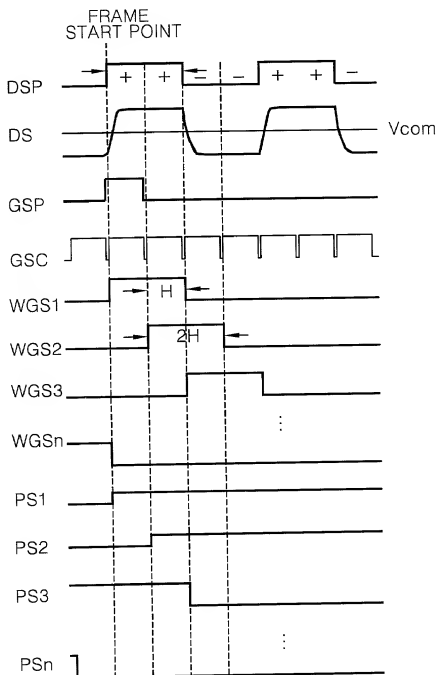 FRAME
START POINT
DSP + + - - + + -
DS Vcom
GSP
GSC
WGS1 H
WGS2 2H
WGS3
⋮
WGSn
PS1
PS2
PS3
⋮
PSn